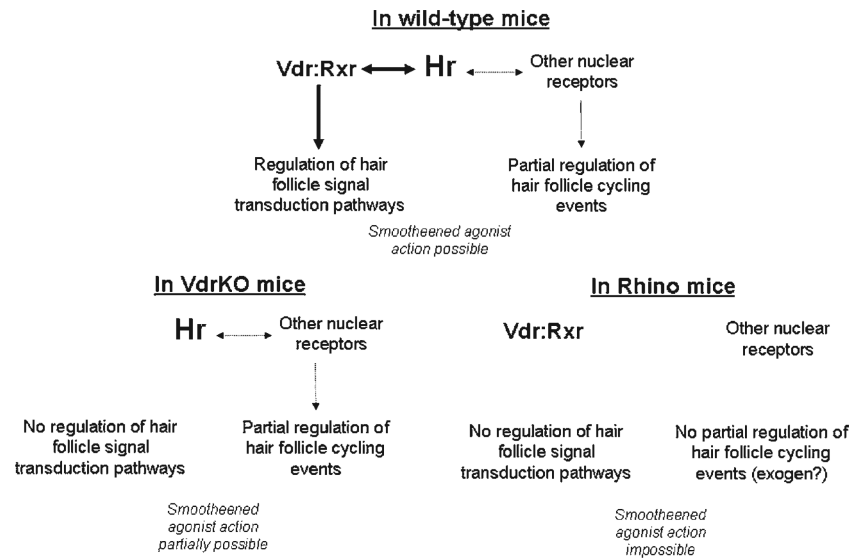 In wild-type mice
Vdr:Rxr
Hr
Other nuclear
receptors
Regulation of hair
follicle signal
transduction pathways
Partial regulation of
hair follicle cycling
events
Smootheened agonist
action possible
In VdrKO mice
Hr
Other nuclear
receptors
No regulation of hair
follicle signal
transduction pathways
Partial regulation of
hair follicle cycling
events
Smootheened
agonist action
partially possible
In Rhino mice
Vdr:Rxr
Other nuclear
receptors
No regulation of hair
follicle signal
transduction pathways
No partial regulation of
hair follicle cycling
events (exogen?)
Smootheened
agonist action
impossible